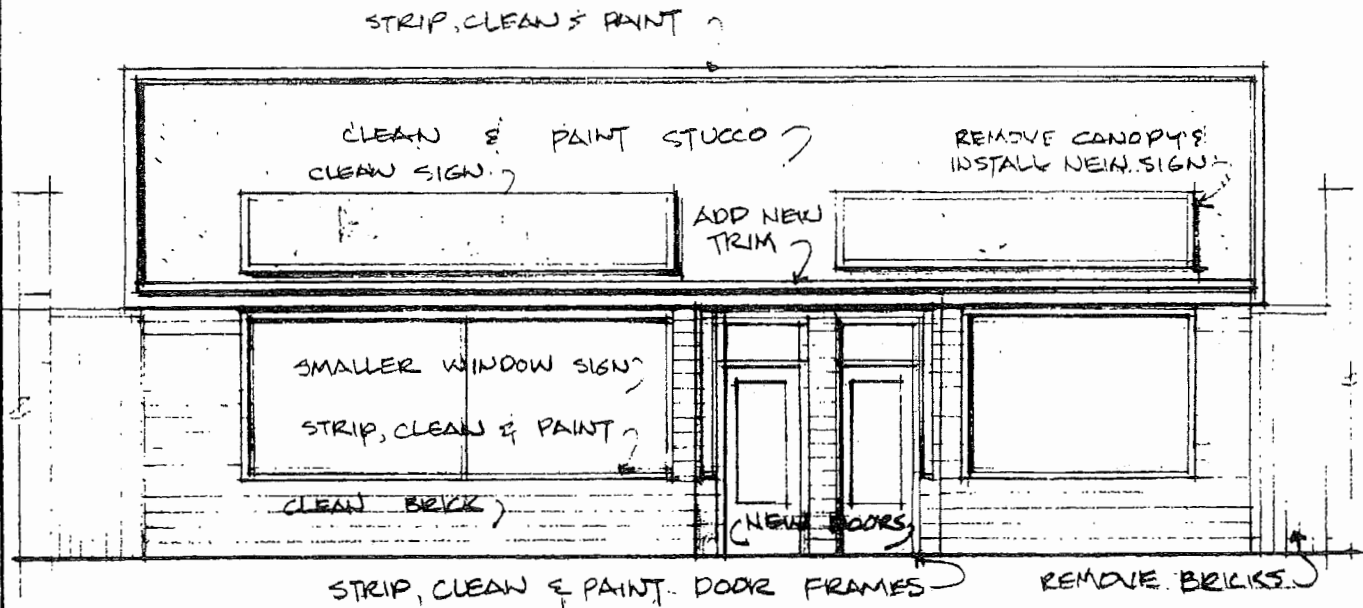 STRIP, CLEAN & PAINT
CLEAN & PAINT STUCCO
CLEAN SIGN
REMOVE CANOPY &
INSTALL NEW SIGN
ADD NEW
TRIM
SMALLER WINDOW SIGN
STRIP, CLEAN & PAINT
CLEAN BRICK
NEW DOORS
STRIP, CLEAN & PAINT DOOR FRAMES
REMOVE BRICKS